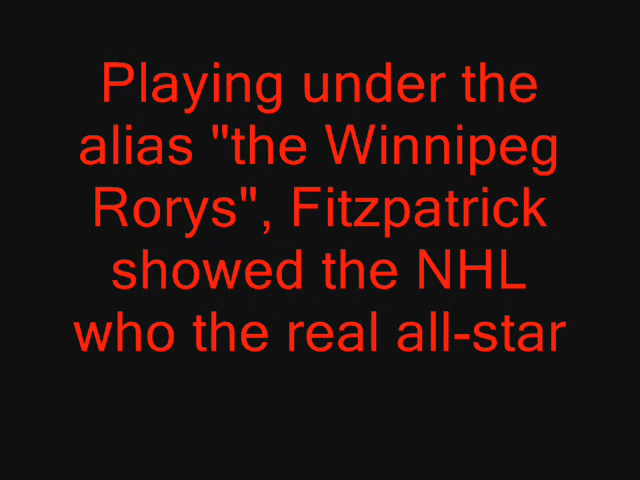 Playing under the
alias "the Winnipeg
Rorys", Fitzpatrick
showed the NHL
who the real all-star